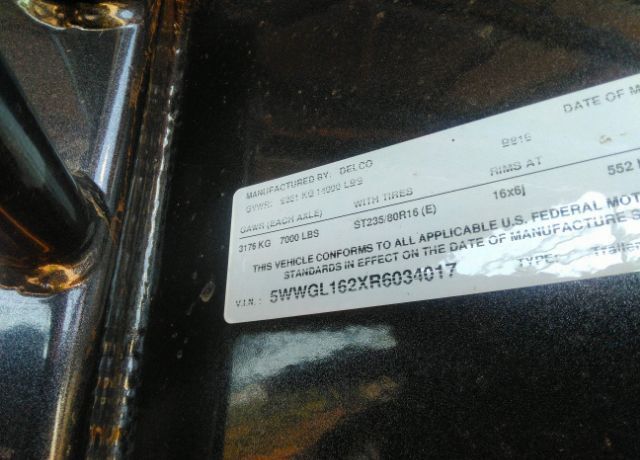 MANUFACTURED BY: DELCO DATE OF M
GVWR: 6351 KG 14000 LBS
GAWR (EACH AXLE) WITH TIRES RIMS AT
3176 KG 7000 LBS ST235/80R16 (E) 16x6j 552
THIS VEHICLE CONFORMS TO ALL APPLICABLE U.S. FEDERAL MOT
STANDARDS IN EFFECT ON THE DATE OF MANUFACTURE
V.I.N.: 5WWGL162XR6034017 TYPE: Trail